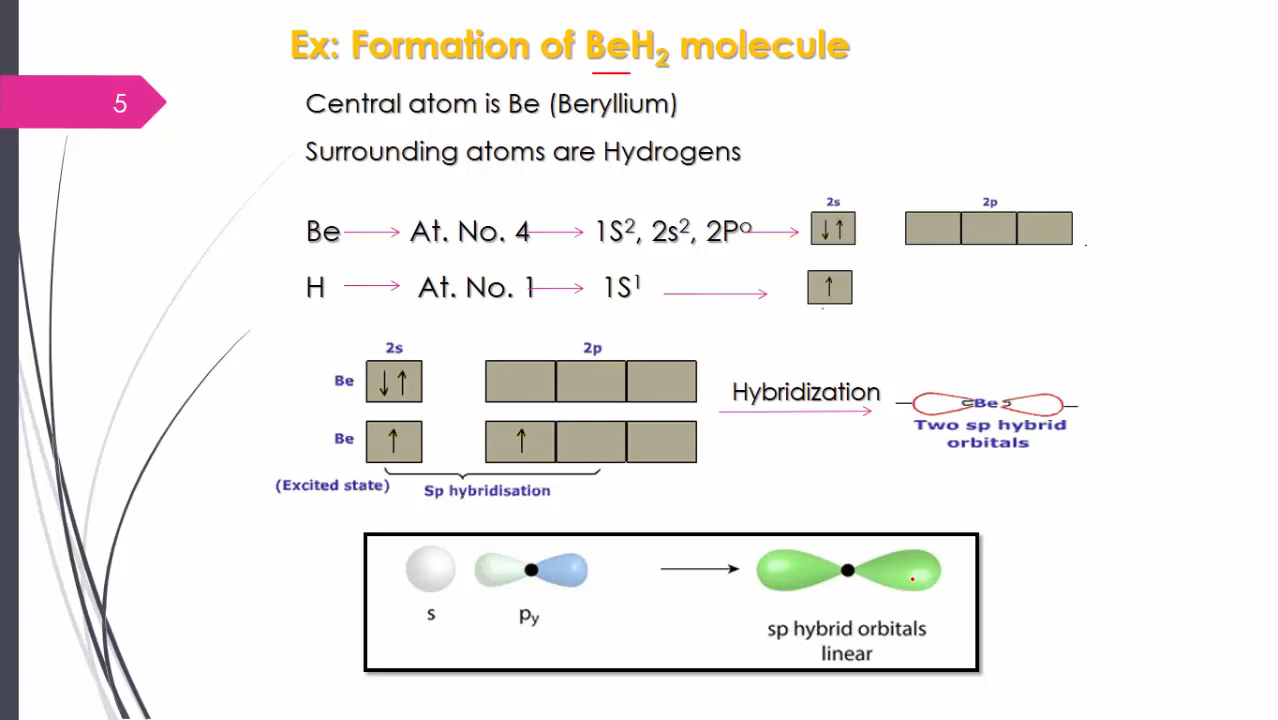 Ex: Formation of BeH₂ molecule
5
Central atom is Be (Beryllium)
Surrounding atoms are Hydrogens
2s 2p
Be At. No. 4 1S², 2s², 2P⁰ ↓↑
H At. No. 1 1S¹ ↑
2s 2p
Be ↓↑
Hybridization
Be
Two sp hybrid
orbitals
Be ↑ ↑
(Excited state) Sp hybridisation
s py
sp hybrid orbitals
linear